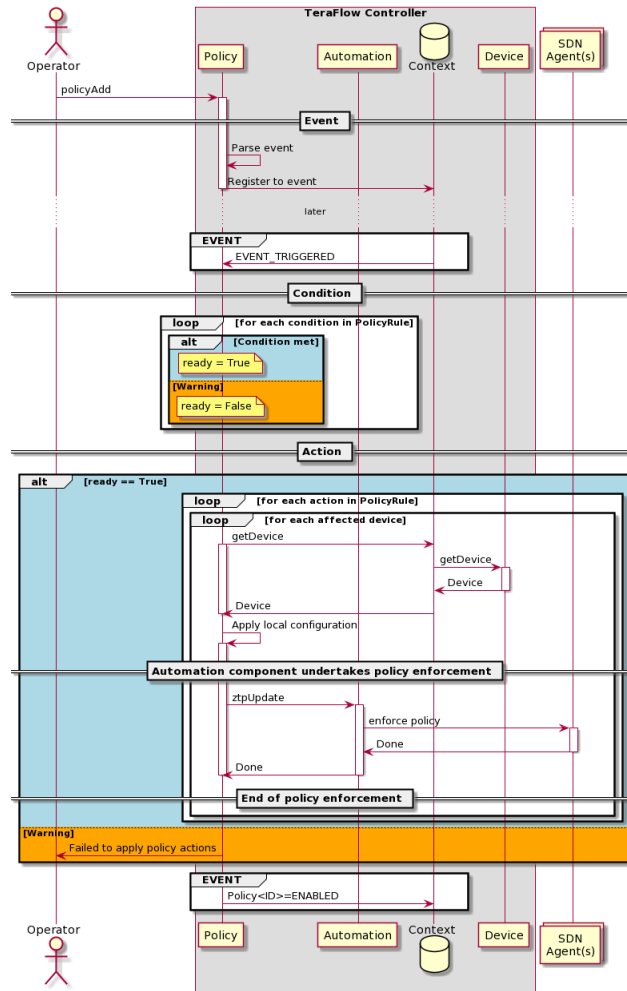 TeraFlow Controller
Operator
Policy
Automation
Context
Device
SDN
Agent(s)
policyAdd
Event
Parse event
Register to event
later
EVENT
EVENT_TRIGGERED
Condition
loop [for each condition in PolicyRule]
alt [Condition met]
ready = True
[Warning]
ready = False
Action
alt [ready == True]
loop [for each action in PolicyRule]
loop [for each affected device]
getDevice
getDevice
Device
Device
Apply local configuration
Automation component undertakes policy enforcement
ztpUpdate
enforce policy
Done
Done
End of policy enforcement
[Warning]
Failed to apply policy actions
EVENT
Policy<ID>=ENABLED
Operator
Policy
Automation
Context
Device
SDN
Agent(s)